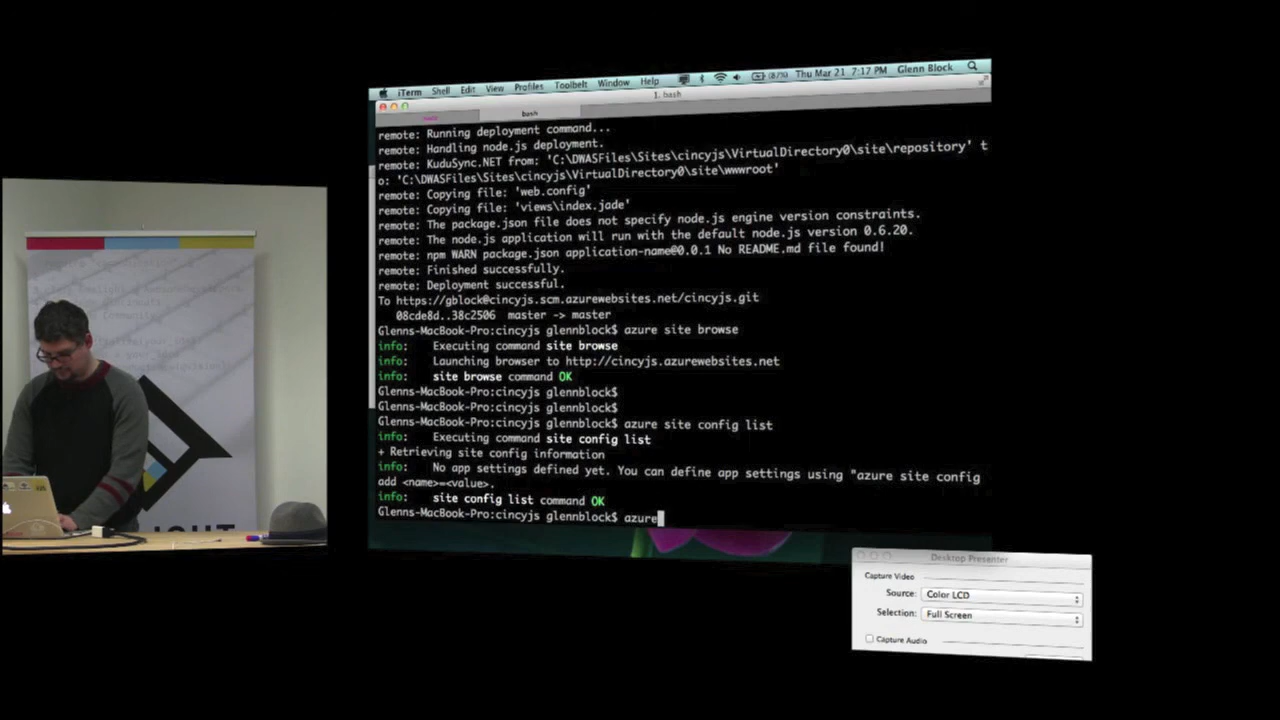 iTerm Shell Edit View Profiles Toolbelt Window Help (87%) Thu Mar 21 7:17 PM Glenn Block
1. bash
bash
remote: Running deployment command...
remote: Handling node.js deployment.
remote: KuduSync.NET from: 'C:\DWASFiles\Sites\cincyjs\VirtualDirectory0\site\repository' t
o: 'C:\DWASFiles\Sites\cincyjs\VirtualDirectory0\site\wwwroot'
remote: Copying file: 'web.config'
remote: Copying file: 'views\index.jade'
remote: The package.json file does not specify node.js engine version constraints.
remote: The node.js application will run with the default node.js version 0.6.20.
remote: npm WARN package.json application-name@0.0.1 No README.md file found!
remote: Finished successfully.
remote: Deployment successful.
To https://gblock@cincyjs.scm.azurewebsites.net/cincyjs.git
08cde8d..38c2506 master -> master
Glenns-MacBook-Pro:cincyjs glennblock$ azure site browse
info: Executing command site browse
info: Launching browser to http://cincyjs.azurewebsites.net
info: site browse command OK
Glenns-MacBook-Pro:cincyjs glennblock$
Glenns-MacBook-Pro:cincyjs glennblock$
Glenns-MacBook-Pro:cincyjs glennblock$ azure site config list
info: Executing command site config list
+ Retrieving site config information
info: No app settings defined yet. You can define app settings using "azure site config
add <name>=<value>.
info: site config list command OK
Glenns-MacBook-Pro:cincyjs glennblock$ azure
Desktop Presenter
Capture Video
Source: Color LCD
Selection: Full Screen
Capture Audio
Community